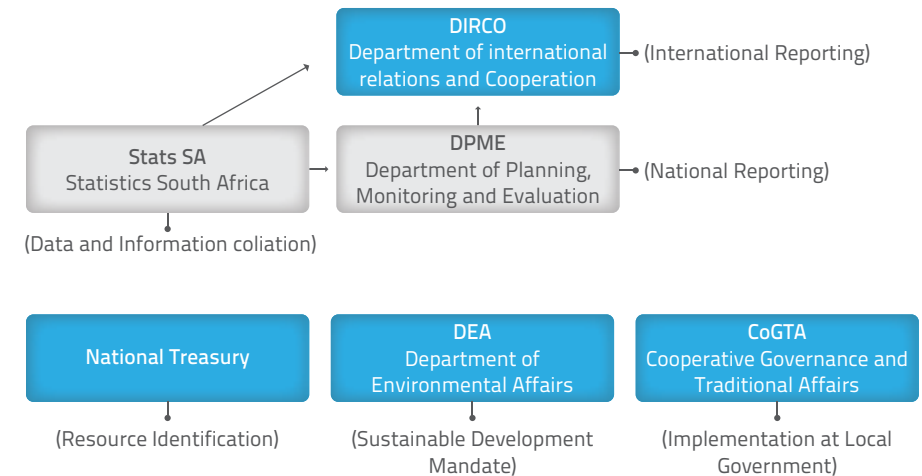 DIRCO
Department of international
relations and Cooperation
(International Reporting)
Stats SA
Statistics South Africa
DPME
Department of Planning,
Monitoring and Evaluation
(National Reporting)
(Data and Information coliation)
National Treasury
DEA
Department of
Environmental Affairs
CoGTA
Cooperative Governance and
Traditional Affairs
(Resource Identification)
(Sustainable Development
Mandate)
(Implementation at Local
Government)